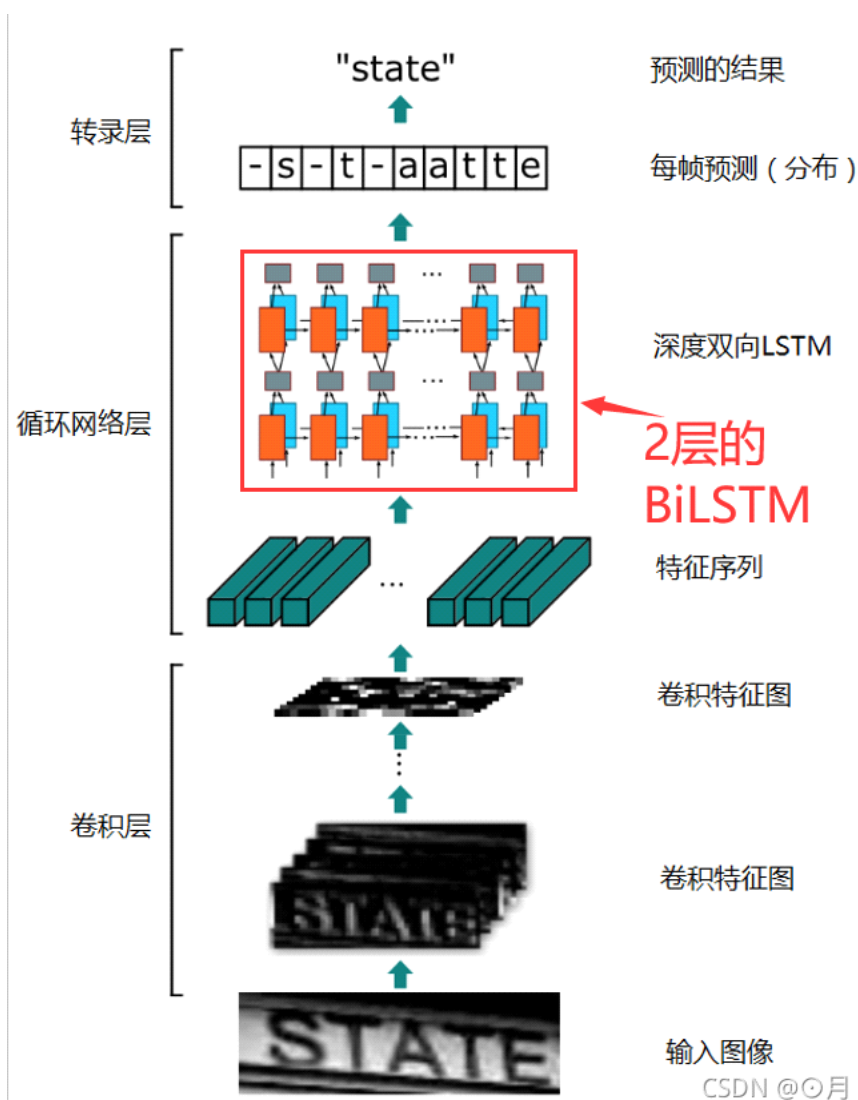 "state"
预测的结果
转录层
-s-t-aatte
每帧预测（分布）
深度双向LSTM
循环网络层
2层的
BiLSTM
特征序列
卷积特征图
卷积层
STATE
卷积特征图
STATE
输入图像
CSDN @⊙月